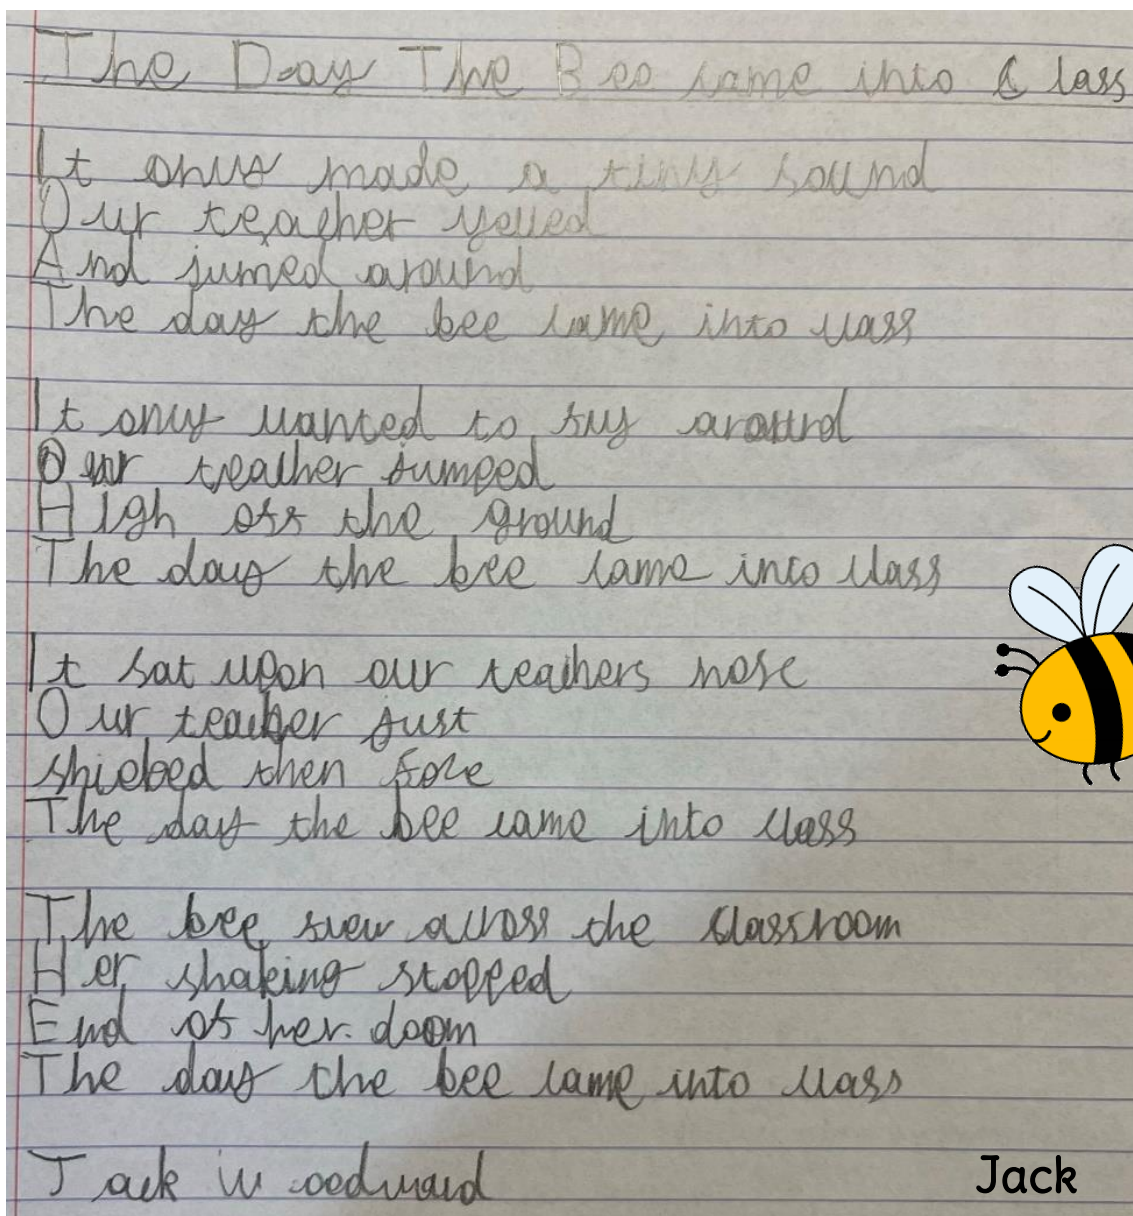 The Day The Bee came into Class
It only made a tiny sound
Our teacher yelled
And jumed around
The day the bee came into class
It only wanted to fly around
Our teacher jumped
High off the ground
The day the bee came into class
It sat upon our teachers nose
Our teacher just
shiebed then foze
The day the bee came into class
The bee flew across the classroom
Her shaking stopped
End of her doom
The day the bee came into class
Jack Woodward
Jack